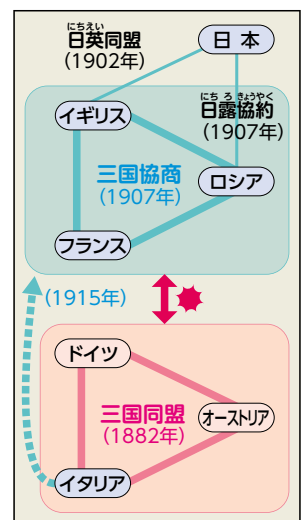 にちえい
日英同盟
(1902年)
日本
にちろきょうやく
日露協約
(1907年)
イギリス
三国協商
(1907年)
ロシア
フランス
(1915年)
ドイツ
三国同盟
(1882年)
オーストリア
イタリア